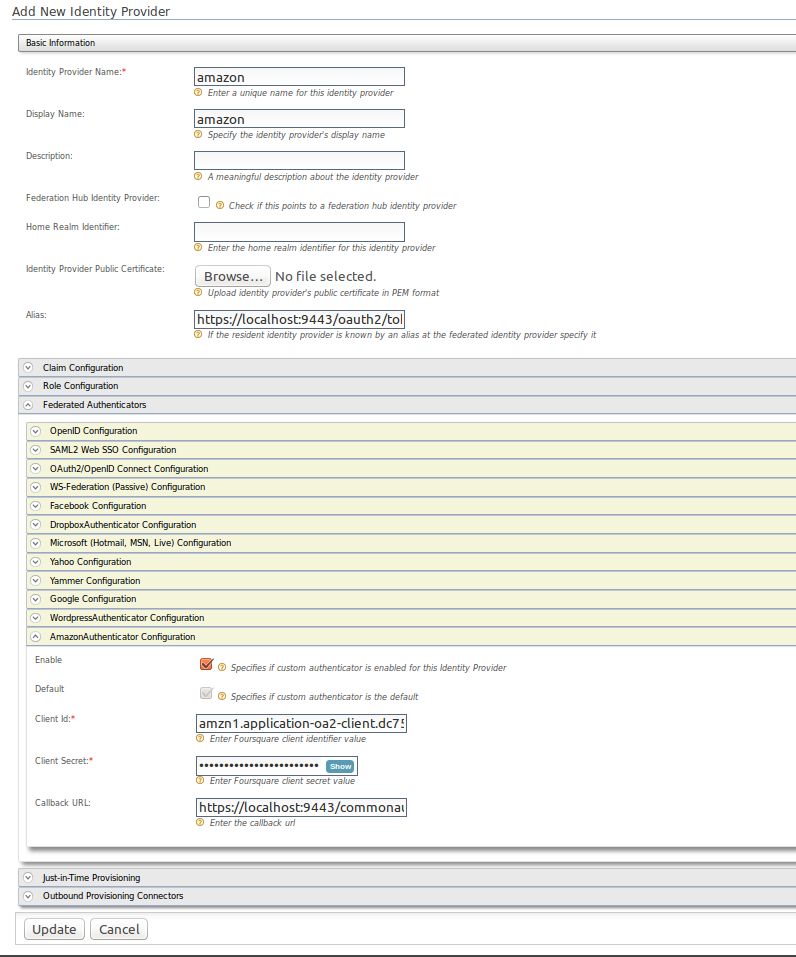 Add New Identity Provider
Basic Information
Identity Provider Name:*
amazon
Enter a unique name for this identity provider
Display Name:
amazon
Specify the identity provider's display name
Description:
A meaningful description about the identity provider
Federation Hub Identity Provider:
Check if this points to a federation hub identity provider
Home Realm Identifier:
Enter the home realm identifier for this identity provider
Identity Provider Public Certificate:
Browse... No file selected.
Upload identity provider's public certificate in PEM format
Alias:
https://localhost:9443/oauth2/tol
If the resident identity provider is known by an alias at the federated identity provider specify it
Claim Configuration
Role Configuration
Federated Authenticators
OpenID Configuration
SAML2 Web SSO Configuration
OAuth2/OpenID Connect Configuration
WS-Federation (Passive) Configuration
Facebook Configuration
DropboxAuthenticator Configuration
Microsoft (Hotmail, MSN, Live) Configuration
Yahoo Configuration
Yammer Configuration
Google Configuration
WordpressAuthenticator Configuration
AmazonAuthenticator Configuration
Enable
Specifies if custom authenticator is enabled for this Identity Provider
Default
Specifies if custom authenticator is the default
Client Id:*
amzn1.application-oa2-client.dc75
Enter Foursquare client identifier value
Client Secret:*
Show
Enter Foursquare client secret value
Callback URL:
https://localhost:9443/commonau
Enter the callback url
Just-in-Time Provisioning
Outbound Provisioning Connectors
Update Cancel